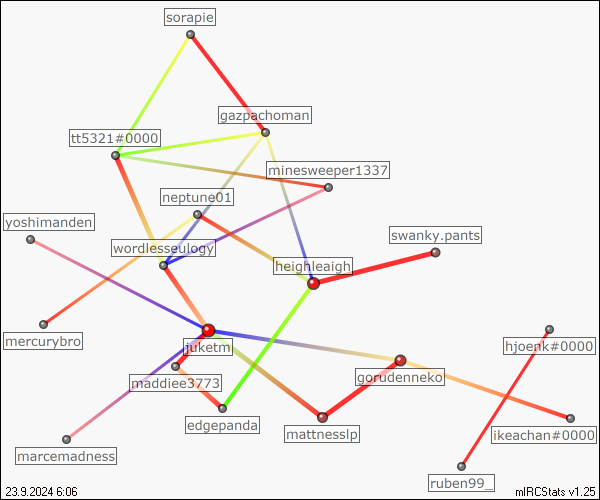 sorapie
gazpachoman
tt5321#0000
minesweeper1337
neptune01
yoshimanden
swanky.pants
wordlesseulogy
heighleaigh
mercurybro
hjoenk#0000
juketm
gorudenneko
maddiee3773
edgepanda
mattnesslp
ikeachan#0000
marcemadness
ruben99_
23.9.2024 6:06
mIRCStats v1.25